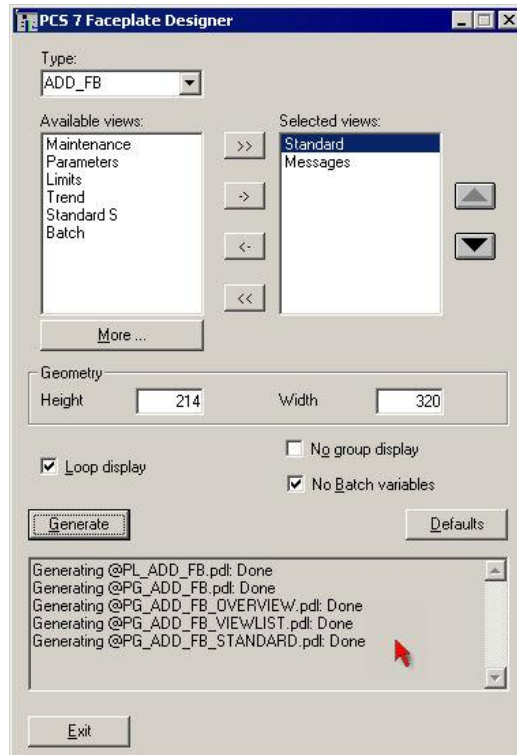 PCS 7 Faceplate Designer
Type:
ADD_FB
Available views:
Selected views:
Maintenance
Parameters
Limits
Trend
Standard S
Batch
>>
->
<-
<<
Standard
Messages
More ...
Geometry
Height 214 Width 320
Loop display
No group display
No Batch variables
Generate
Defaults
Generating @PL_ADD_FB.pdl: Done
Generating @PG_ADD_FB.pdl: Done
Generating @PG_ADD_FB_OVERVIEW.pdl: Done
Generating @PG_ADD_FB_VIEWLIST.pdl: Done
Generating @PG_ADD_FB_STANDARD.pdl: Done
Exit